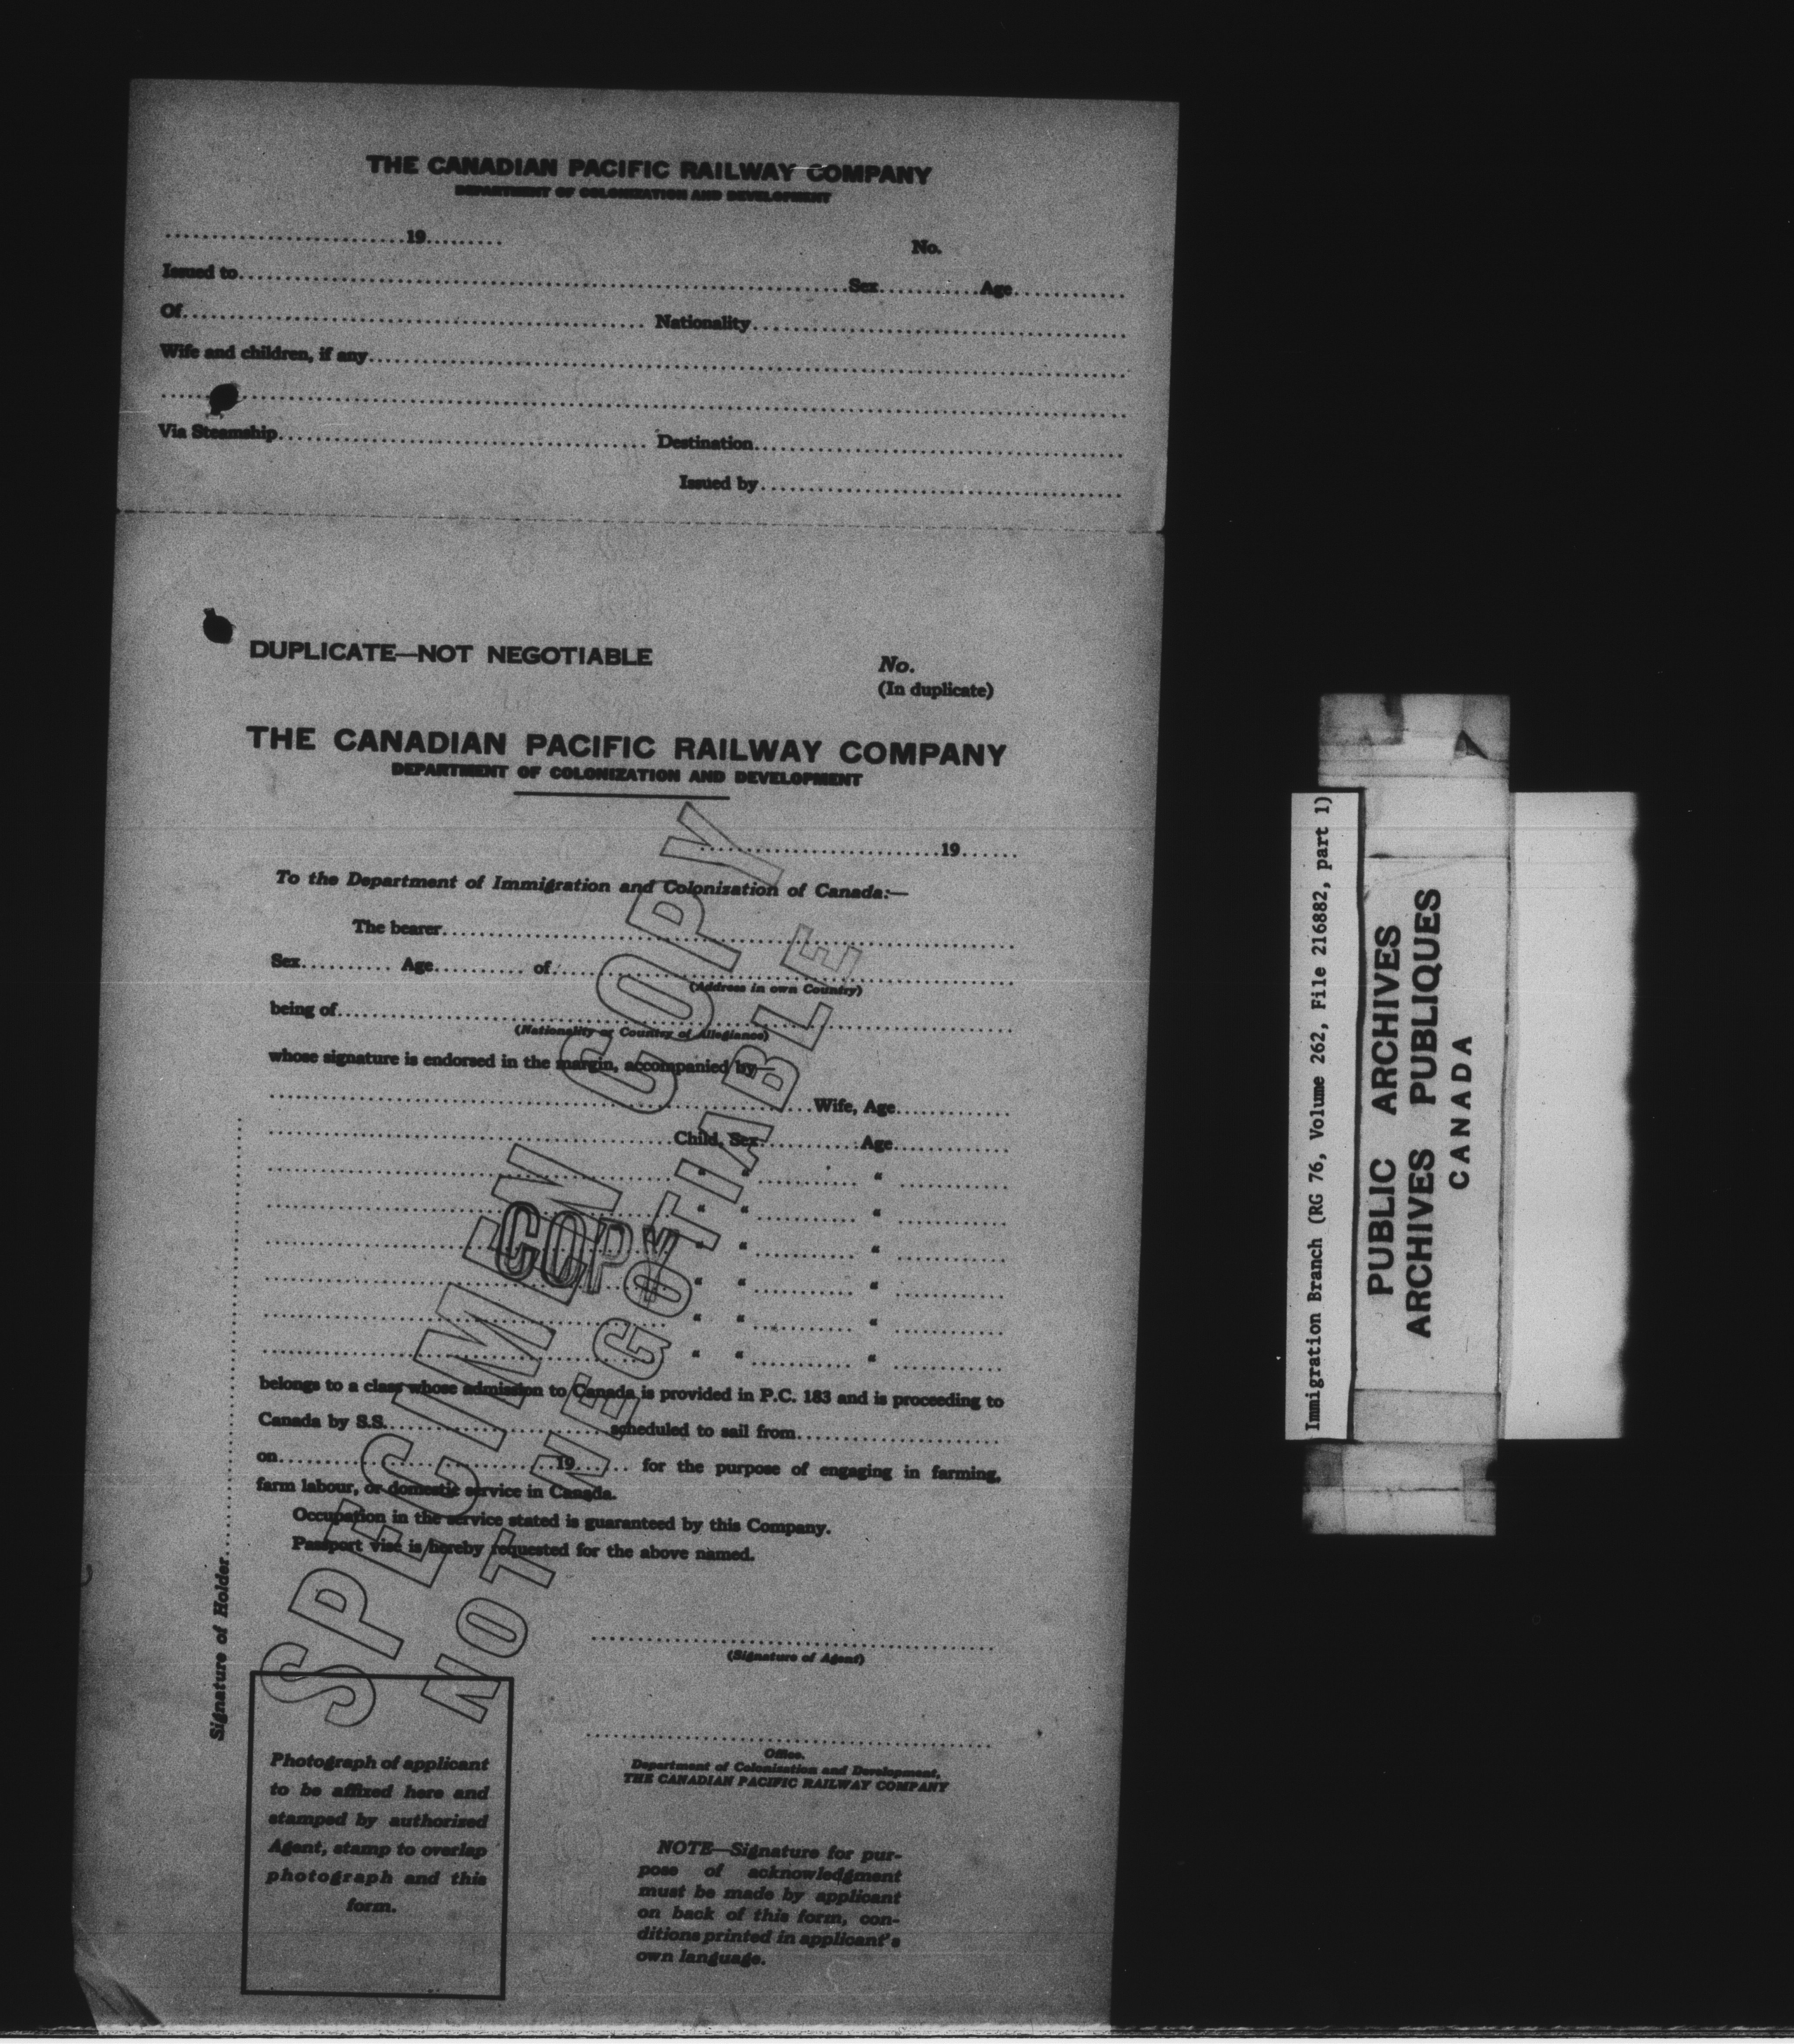 THE CANADIAN PACIFIC RAILWAY COMPANY
DEPARTMENT OF COLONIZATION AND DEVELOPMENT
........................19........ No.
Issued to........................ Sex........... Age............
Of........................ Nationality........................
Wife and children, if any........................
Via Steamship........................ Destination........................
Issued by........................
DUPLICATE—NOT NEGOTIABLE
No.
(In duplicate)
THE CANADIAN PACIFIC RAILWAY COMPANY
DEPARTMENT OF COLONIZATION AND DEVELOPMENT
........................19......
To the Department of Immigration and Colonization of Canada:—
The bearer........................
Sex.......... Age.......... of........................
(Address in own Country)
being of........................
(Nationality or Country of Allegiance)
whose signature is endorsed in the margin, accompanied by—
........................Wife, Age............
........................Child, Sex............ Age............
........................ " " ............ " ............
........................ " " ............ " ............
........................ " " ............ " ............
........................ " " ............ " ............
........................ " " ............ " ............
........................ " " ............ " ............
belongs to a class whose admission to Canada is provided in P.C. 183 and is proceeding to
Canada by S.S........................ scheduled to sail from........................
on........................19...... for the purpose of engaging in farming,
farm labour, or domestic service in Canada.
Occupation in the service stated is guaranteed by this Company.
Passport visé is hereby requested for the above named.
(Signature of Agent)
Office.
Department of Colonization and Development,
THE CANADIAN PACIFIC RAILWAY COMPANY
Signature of Holder........................
Photograph of applicant
to be affixed here and
stamped by authorized
Agent, stamp to overlap
photograph and this
form.
NOTE—Signature for pur-
pose of acknowledgment
must be made by applicant
on back of this form, con-
ditions printed in applicant's
own language.
SPECIMEN COPY
NOT NEGOTIABLE
COPY
Immigration Branch (RG 76, Volume 262, File 216882, part 1)
PUBLIC ARCHIVES
ARCHIVES PUBLIQUES
CANADA